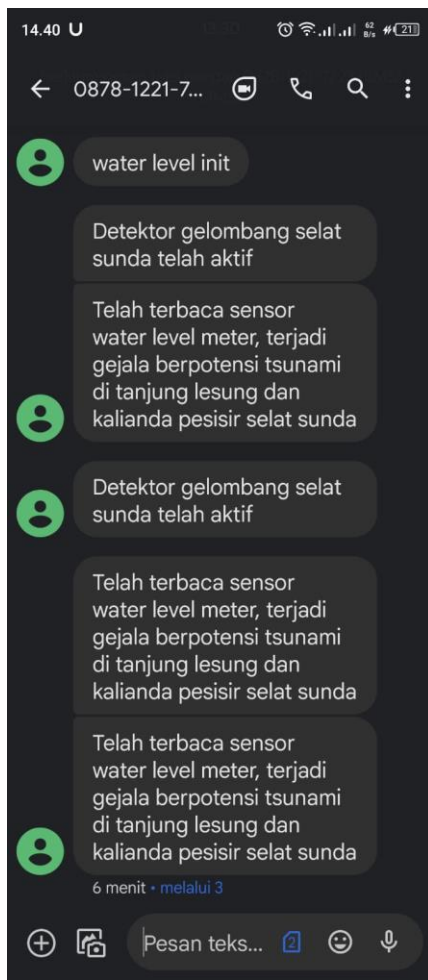 14.40 U 62 B/s 21
0878-1221-7...
water level init
Detektor gelombang selat
sunda telah aktif
Telah terbaca sensor
water level meter, terjadi
gejala berpotensi tsunami
di tanjung lesung dan
kalianda pesisir selat sunda
Detektor gelombang selat
sunda telah aktif
Telah terbaca sensor
water level meter, terjadi
gejala berpotensi tsunami
di tanjung lesung dan
kalianda pesisir selat sunda
Telah terbaca sensor
water level meter, terjadi
gejala berpotensi tsunami
di tanjung lesung dan
kalianda pesisir selat sunda
6 menit • melalui 3
Pesan teks... 2